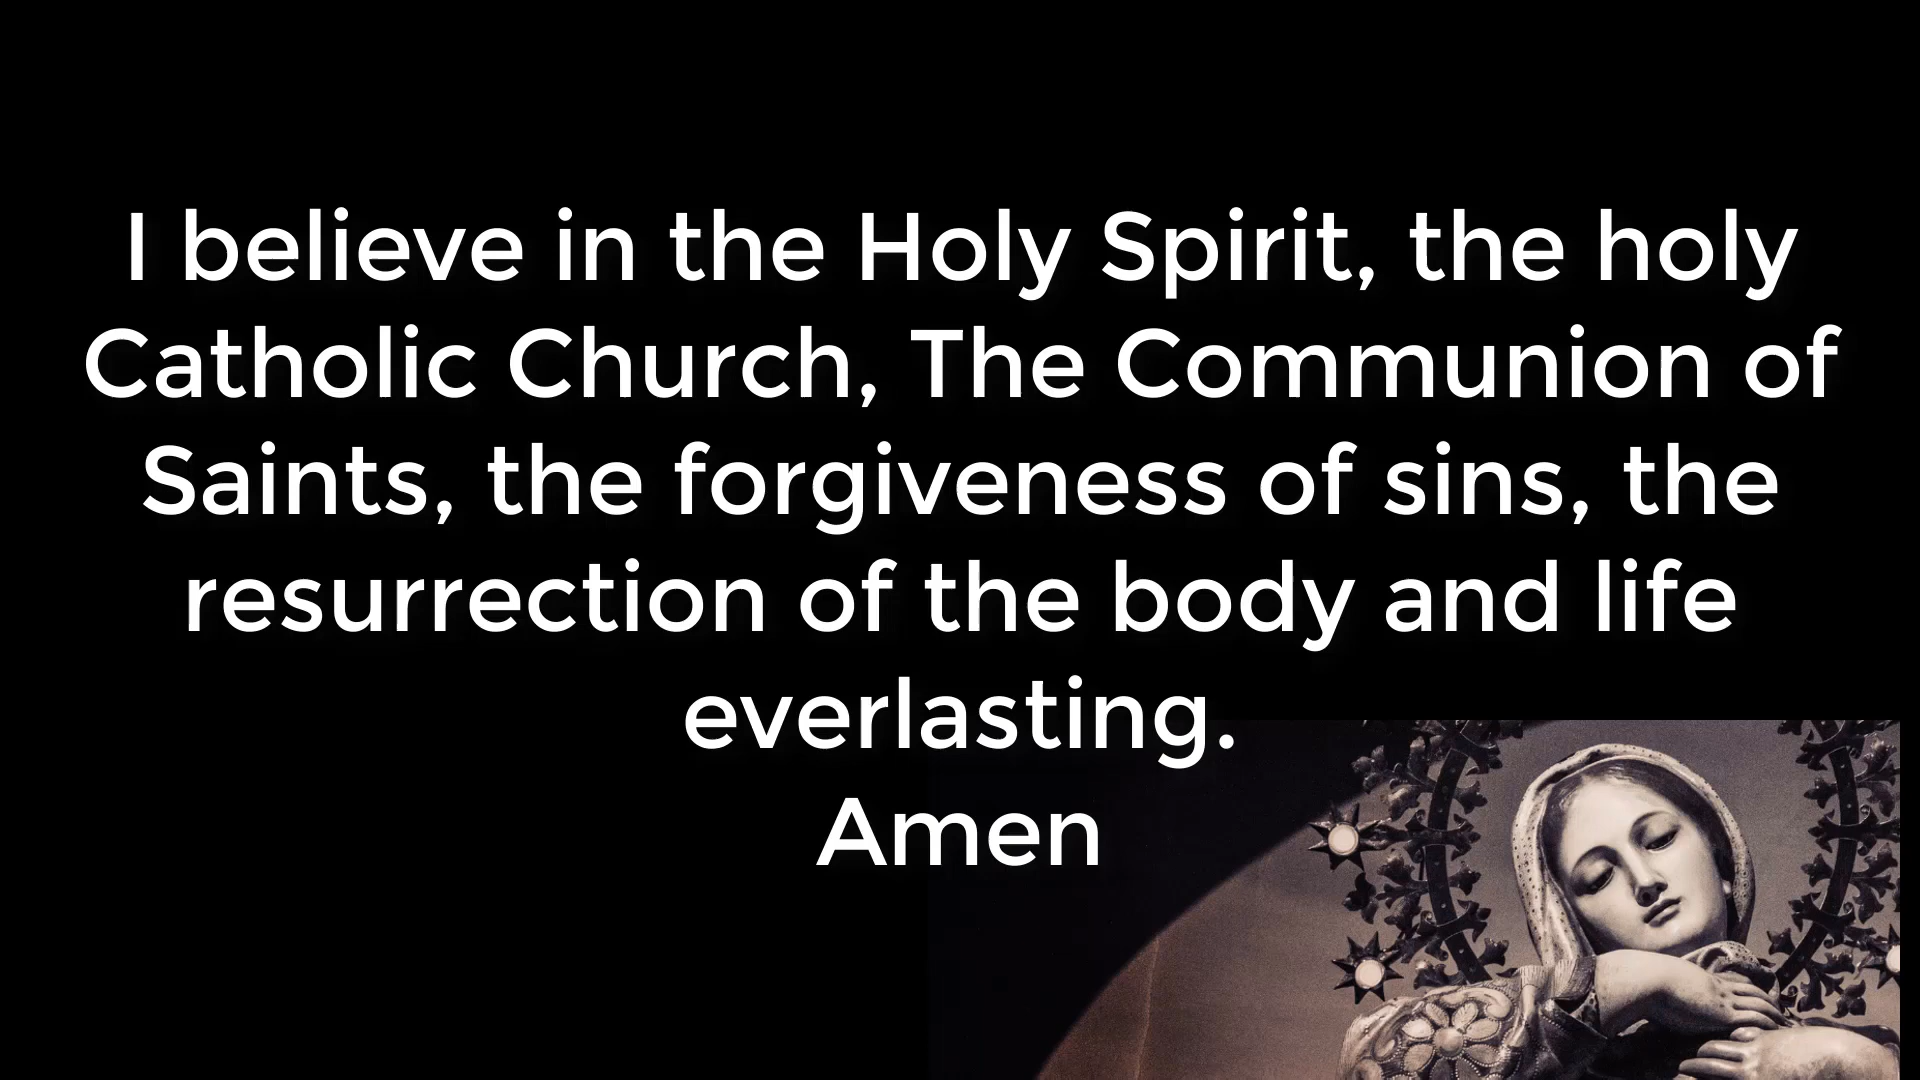 I believe in the Holy Spirit, the holy
Catholic Church, The Communion of
Saints, the forgiveness of sins, the
resurrection of the body and life
everlasting.
Amen